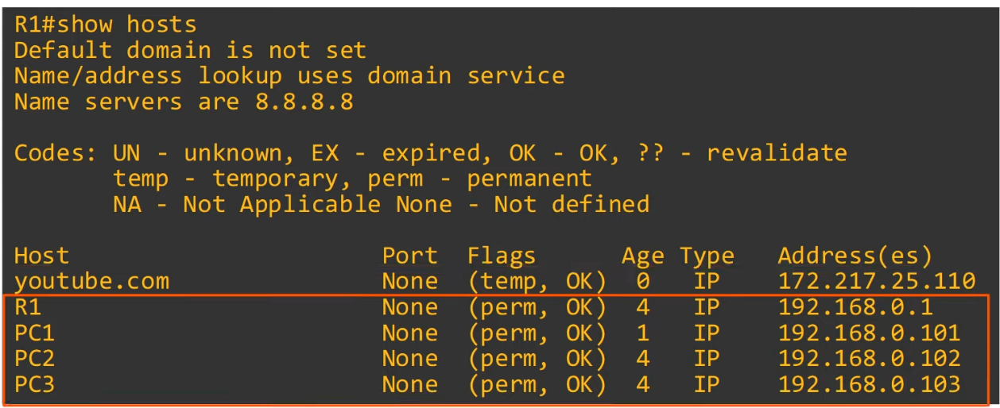 R1#show hosts
Default domain is not set
Name/address lookup uses domain service
Name servers are 8.8.8.8

Codes: UN - unknown, EX - expired, OK - OK, ?? - revalidate
       temp - temporary, perm - permanent
       NA - Not Applicable None - Not defined

Host                      Port  Flags      Age Type   Address(es)
youtube.com               None  (temp, OK)  0   IP    172.217.25.110
R1                        None  (perm, OK)  4   IP    192.168.0.1
PC1                       None  (perm, OK)  1   IP    192.168.0.101
PC2                       None  (perm, OK)  4   IP    192.168.0.102
PC3                       None  (perm, OK)  4   IP    192.168.0.103